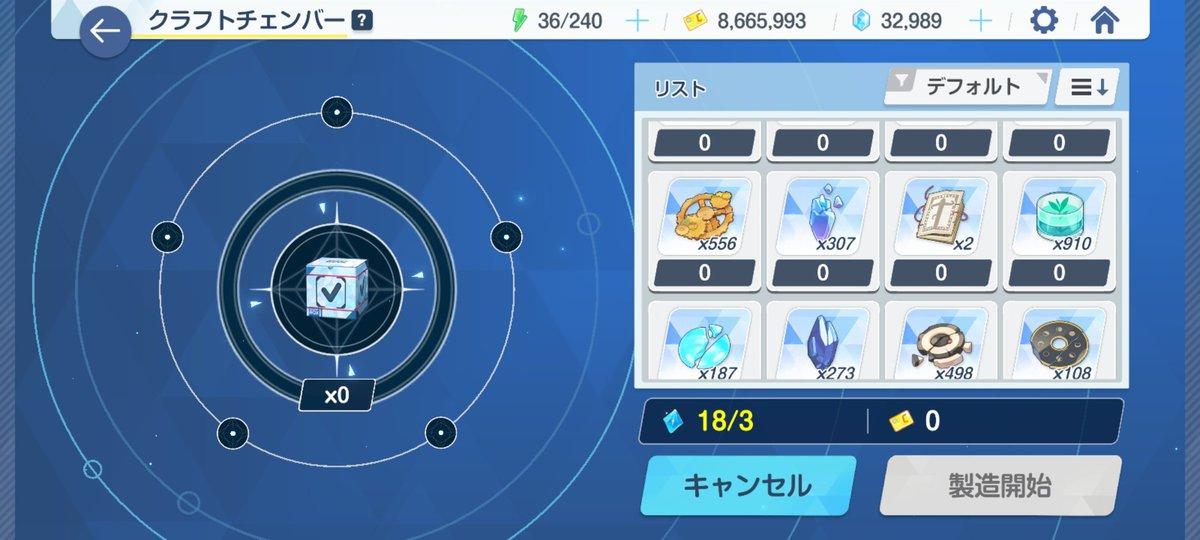 クラフトチェンバー ?
36/240
8,665,993
32,989
リスト
デフォルト
0 0 0 0
x556 x307 x2 x910
0 0 0 0
x187 x273 x498 x108
x0
18/3
0
キャンセル
製造開始